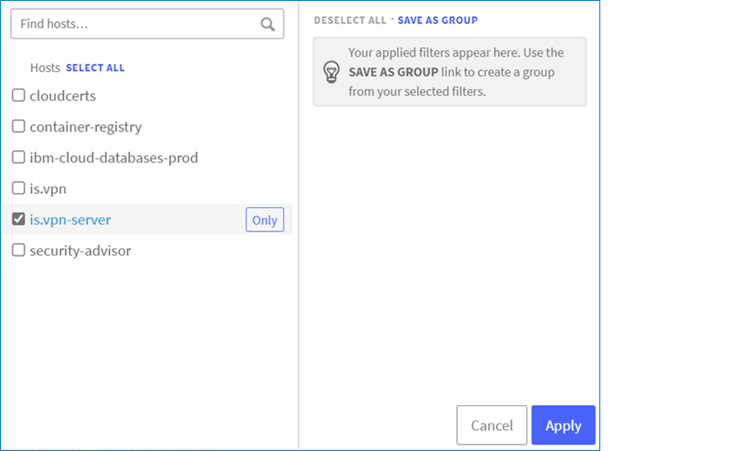 Find hosts...
Hosts SELECT ALL
cloudcerts
container-registry
ibm-cloud-databases-prod
is.vpn
is.vpn-server Only
security-advisor
DESELECT ALL · SAVE AS GROUP
Your applied filters appear here. Use the
SAVE AS GROUP link to create a group
from your selected filters.
Cancel Apply